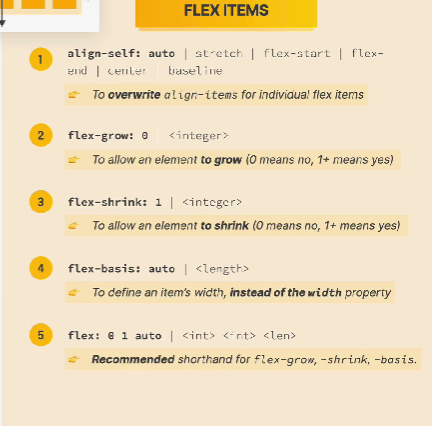 FLEX ITEMS
1
align-self: auto | stretch | flex-start | flex-
end | center | baseline
👉 To overwrite align-items for individual flex items
2
flex-grow: 0 | <integer>
👉 To allow an element to grow (0 means no, 1+ means yes)
3
flex-shrink: 1 | <integer>
👉 To allow an element to shrink (0 means no, 1+ means yes)
4
flex-basis: auto | <length>
👉 To define an item's width, instead of the width property
5
flex: 0 1 auto | <int> <int> <len>
👉 Recommended shorthand for flex-grow, -shrink, -basis.